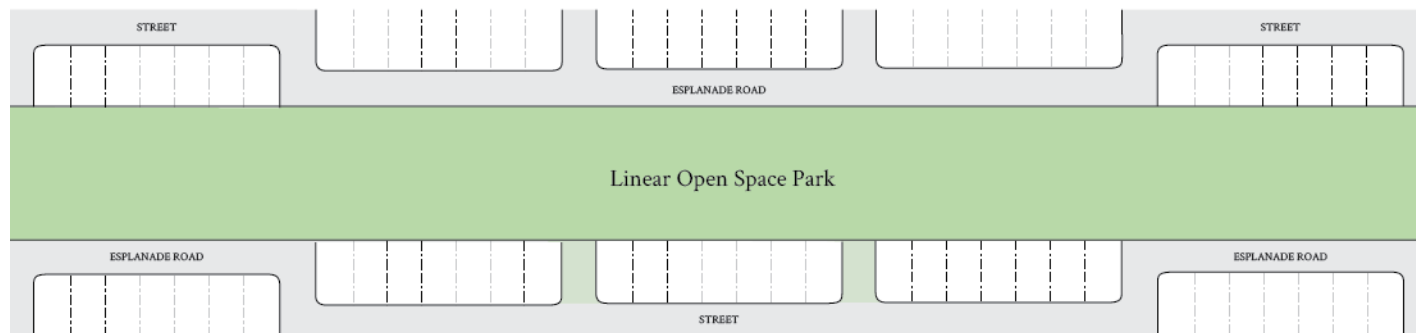 STREET
STREET
ESPLANADE ROAD
Linear Open Space Park
ESPLANADE ROAD
ESPLANADE ROAD
STREET